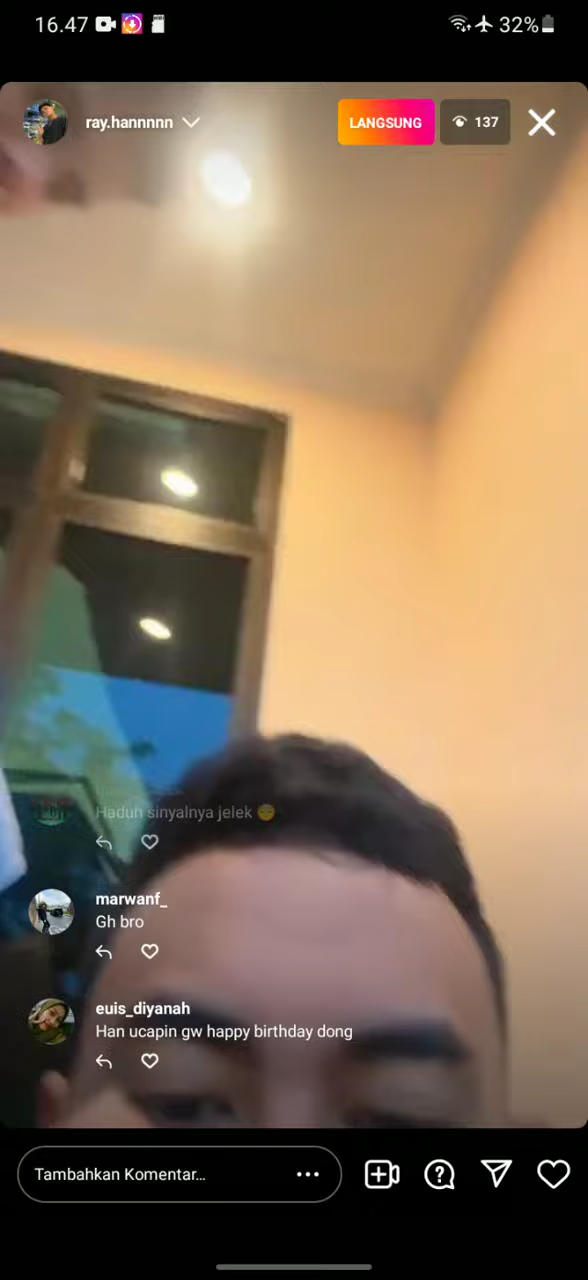 16.47
32%
ray.hannnnn
LANGSUNG
137
Haduh sinyalnya jelek
marwanf_
Gh bro
euis_diyanah
Han ucapin gw happy birthday dong
Tambahkan Komentar...